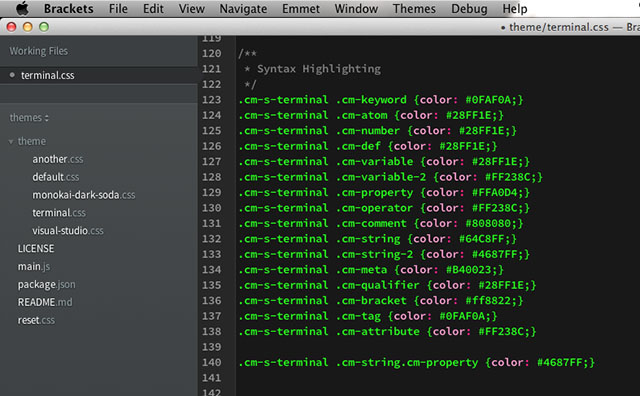 Brackets File Edit View Navigate Emmet Window Themes Debug Help
• theme/terminal.css — Bra
Working Files
terminal.css
themes
theme
another.css
default.css
monokai-dark-soda.css
terminal.css
visual-studio.css
LICENSE
main.js
package.json
README.md
reset.css
119
120 /**
121 * Syntax Highlighting
122 */
123 .cm-s-terminal .cm-keyword {color: #0FAF0A;}
124 .cm-s-terminal .cm-atom {color: #28FF1E;}
125 .cm-s-terminal .cm-number {color: #28FF1E;}
126 .cm-s-terminal .cm-def {color: #28FF1E;}
127 .cm-s-terminal .cm-variable {color: #28FF1E;}
128 .cm-s-terminal .cm-variable-2 {color: #FF238C;}
129 .cm-s-terminal .cm-property {color: #FFA0D4;}
130 .cm-s-terminal .cm-operator {color: #FF238C;}
131 .cm-s-terminal .cm-comment {color: #808080;}
132 .cm-s-terminal .cm-string {color: #64C8FF;}
133 .cm-s-terminal .cm-string-2 {color: #4687FF;}
134 .cm-s-terminal .cm-meta {color: #B40023;}
135 .cm-s-terminal .cm-qualifier {color: #28FF1E;}
136 .cm-s-terminal .cm-bracket {color: #ff8822;}
137 .cm-s-terminal .cm-tag {color: #0FAF0A;}
138 .cm-s-terminal .cm-attribute {color: #FF238C;}
139
140 .cm-s-terminal .cm-string.cm-property {color: #4687FF;}
141
142